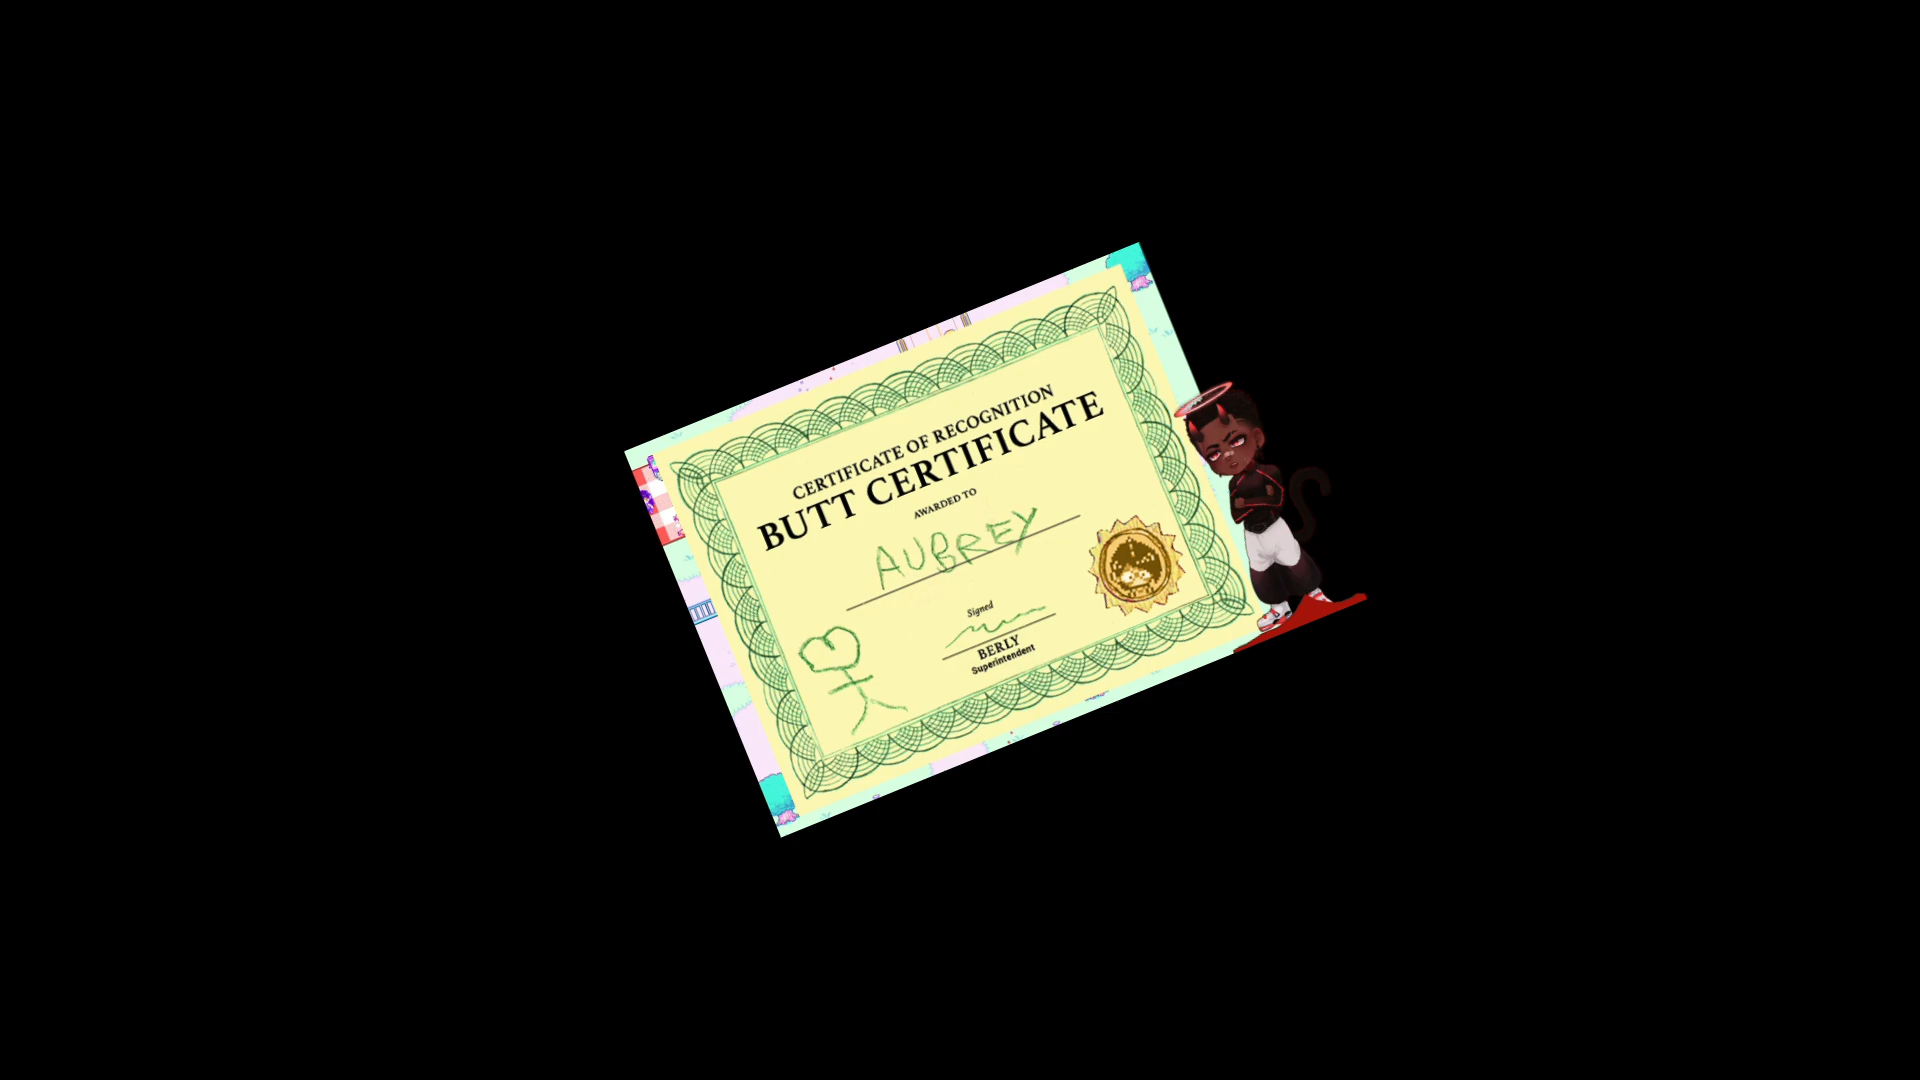 CERTIFICATE OF RECOGNITION
BUTT CERTIFICATE
AWARDED TO
AUBREY
Signed
BERLY
Superintendent